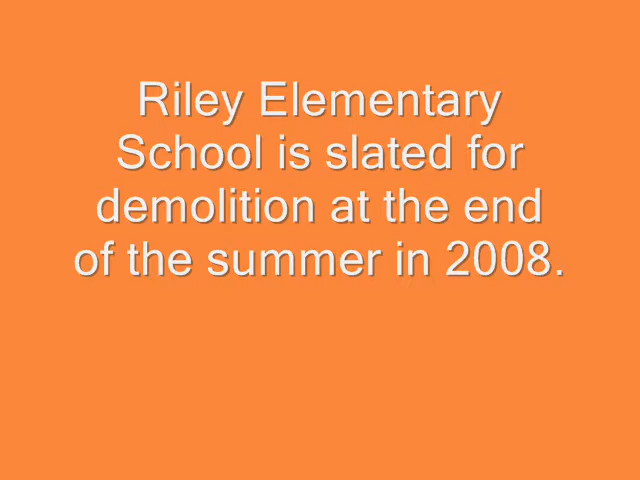 Riley Elementary
School is slated for
demolition at the end
of the summer in 2008.